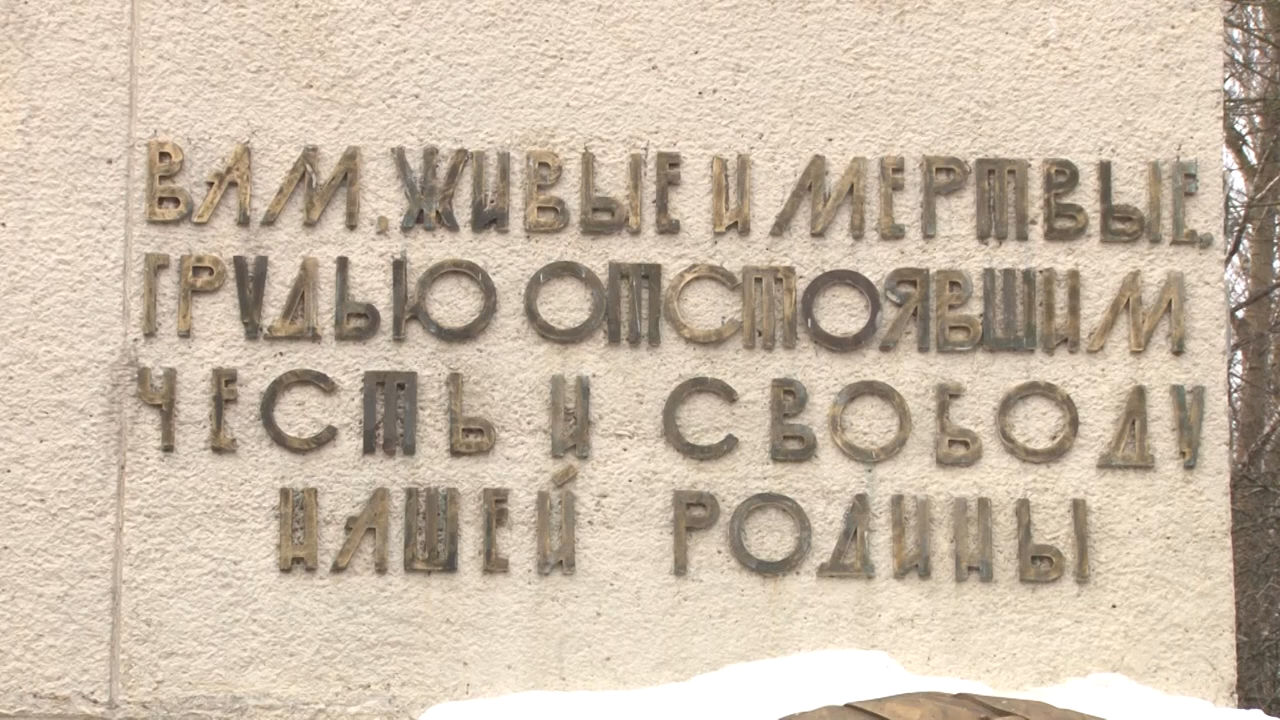 ВАМ, ЖИВЫЕ И МЕРТВЫЕ,
ГРУДЬЮ ОТСТОЯВШИМ
ЧЕСТЬ И СВОБОДУ
НАШЕЙ РОДИНЫ